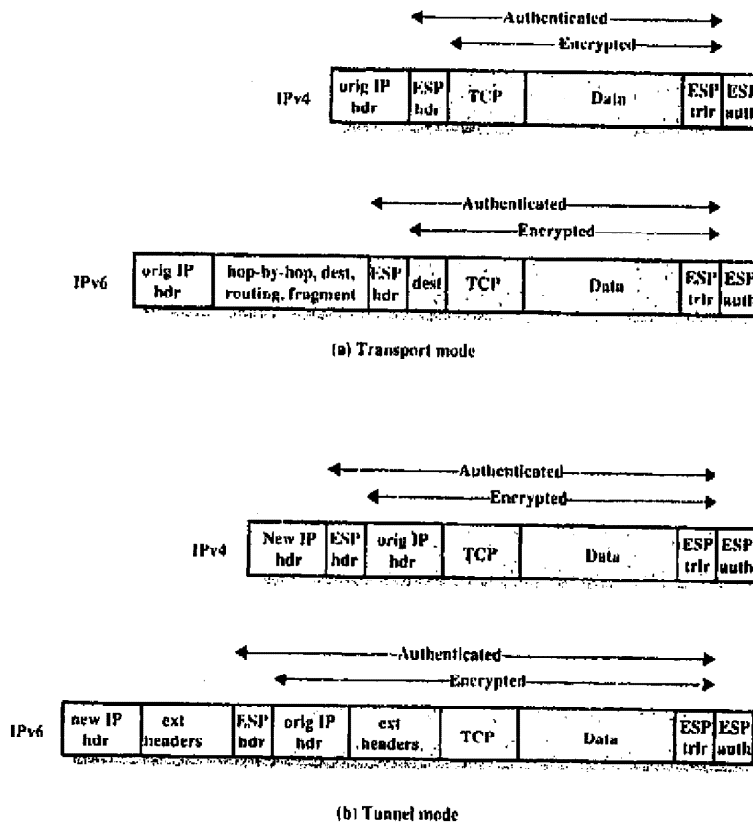 Authenticated
Encrypted
IPv4
orig IP hdr
ESP hdr
TCP
Data
ESP trlr
ESP auth
Authenticated
Encrypted
IPv6
orig IP hdr
hop-by-hop, dest, routing, fragment
ESP hdr
dest
TCP
Data
ESP trlr
ESP auth
(a) Transport mode
Authenticated
Encrypted
IPv4
New IP hdr
ESP hdr
orig IP hdr
TCP
Data
ESP trlr
ESP auth
Authenticated
Encrypted
IPv6
new IP hdr
ext headers
ESP hdr
orig IP hdr
ext headers
TCP
Data
ESP trlr
ESP auth
(b) Tunnel mode